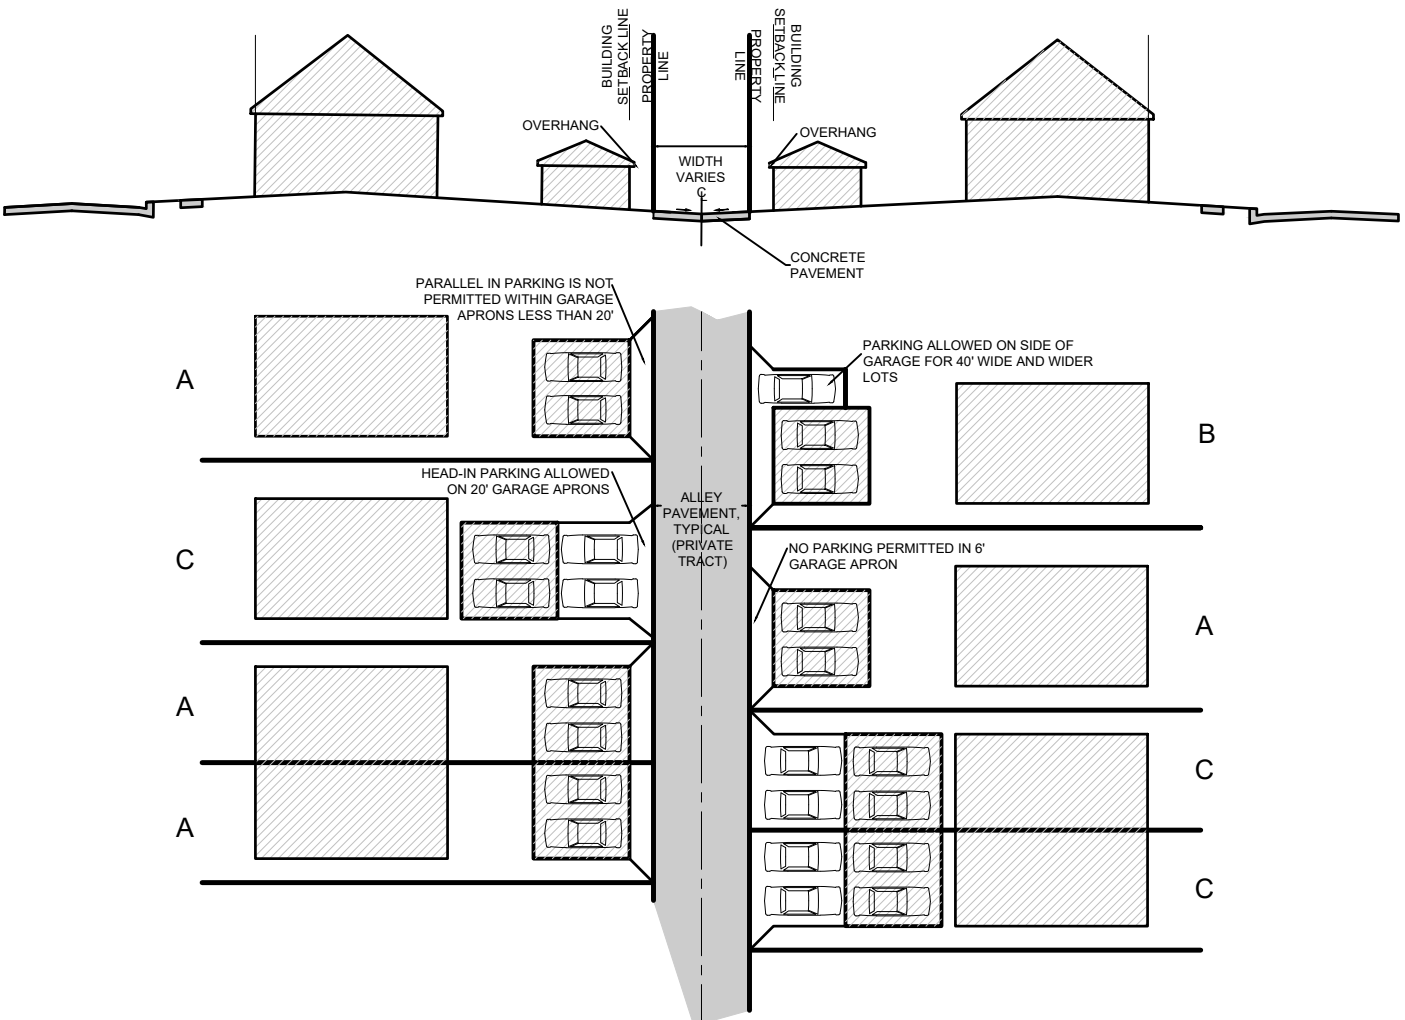 BUILDING
SETBACK LINE
PROPERTY
LINE
LINE
PROPERTY
SETBACK LINE
BUILDING
OVERHANG
OVERHANG
WIDTH
VARIES
℄
CONCRETE
PAVEMENT
PARALLEL IN PARKING IS NOT
PERMITTED WITHIN GARAGE
APRONS LESS THAN 20'
PARKING ALLOWED ON SIDE OF
GARAGE FOR 40' WIDE AND WIDER
LOTS
A
B
HEAD-IN PARKING ALLOWED
ON 20' GARAGE APRONS
ALLEY
PAVEMENT,
TYPICAL
(PRIVATE
TRACT)
NO PARKING PERMITTED IN 6'
GARAGE APRON
C
A
A
C
A
C